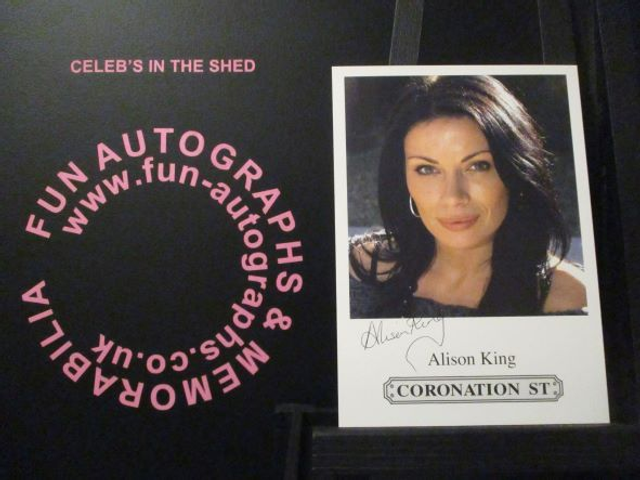 CELEB'S IN THE SHED
FUN AUTOGRAPHS & MEMORABILIA
www.fun-autographs.co.uk
Alison King
Alison King
CORONATION ST